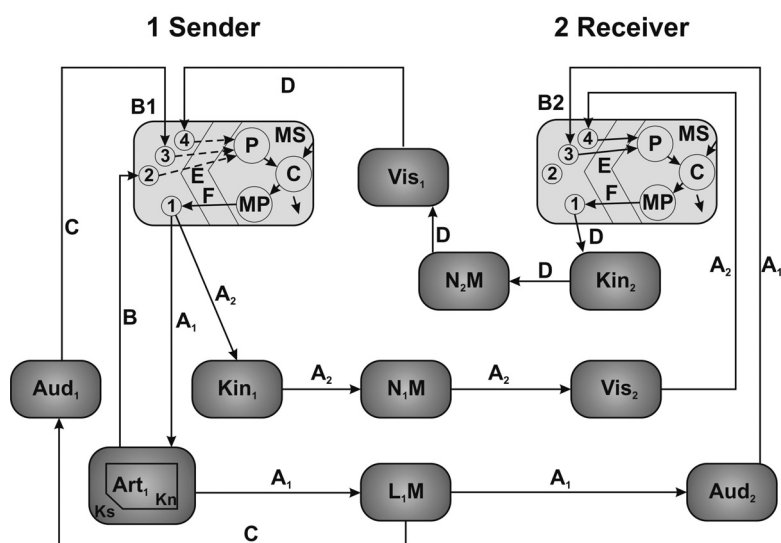 1 Sender
2 Receiver
D
B1
B2
4
P
MS
4
P
MS
3
3
E
C
Vis₁
E
C
2
2
F
MP
F
MP
1
1
D
D
C
A₂
N₂M
D
Kin₂
A₂
A₁
B
A₁
Aud₁
Kin₁
A₂
N₁M
A₂
Vis₂
Art₁
Kn
Ks
A₁
L₁M
A₁
Aud₂
C